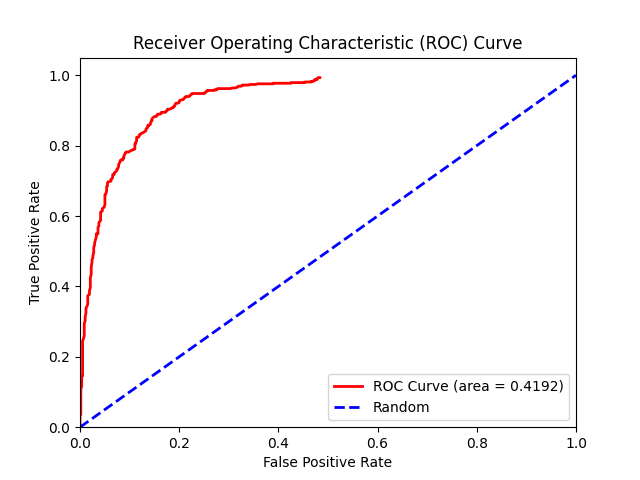 Receiver Operating Characteristic (ROC) Curve
1.0
0.8
0.6
0.4
0.2
0.0
True Positive Rate
0.0 0.2 0.4 0.6 0.8 1.0
False Positive Rate
ROC Curve (area = 0.4192)
Random